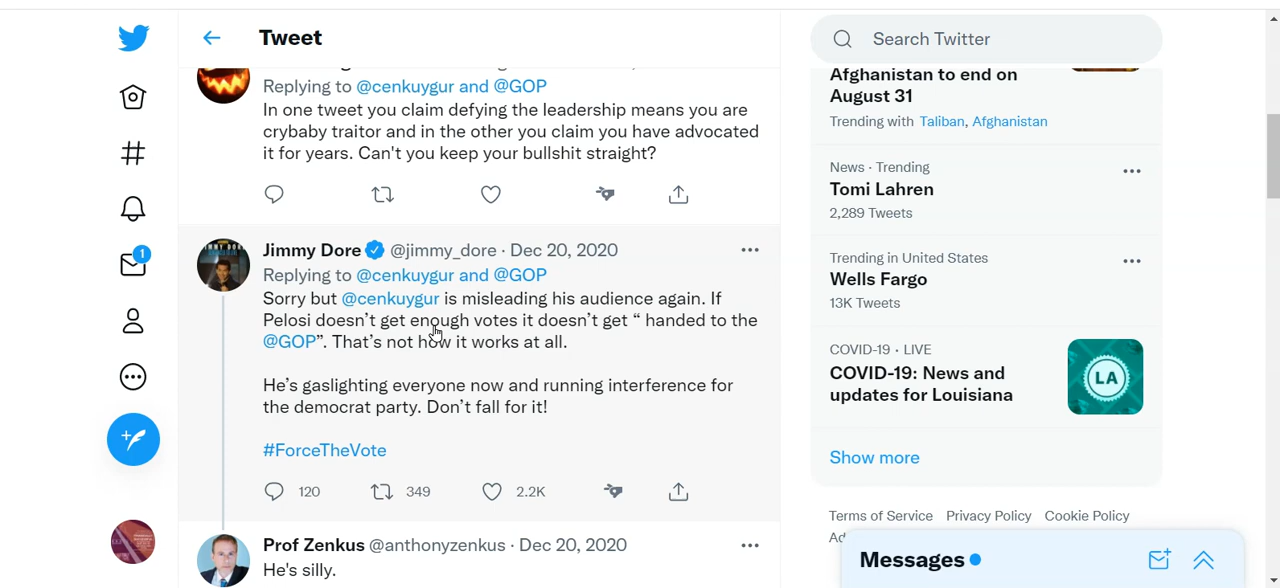 Tweet
Replying to @cenkuygur and @GOP
In one tweet you claim defying the leadership means you are
crybaby traitor and in the other you claim you have advocated
it for years. Can't you keep your bullshit straight?
Jimmy Dore @jimmy_dore · Dec 20, 2020
Replying to @cenkuygur and @GOP
Sorry but @cenkuygur is misleading his audience again. If
Pelosi doesn’t get enough votes it doesn’t get “ handed to the
@GOP”. That’s not how it works at all.
He’s gaslighting everyone now and running interference for
the democrat party. Don’t fall for it!
#ForceTheVote
120 349 2.2K
Prof Zenkus @anthonyzenkus · Dec 20, 2020
He's silly.
1
Search Twitter
Afghanistan to end on
August 31
Trending with Taliban, Afghanistan
News · Trending
Tomi Lahren
2,289 Tweets
Trending in United States
Wells Fargo
13K Tweets
COVID-19 · LIVE
COVID-19: News and
updates for Louisiana
LA
Show more
Terms of Service Privacy Policy Cookie Policy
Messages